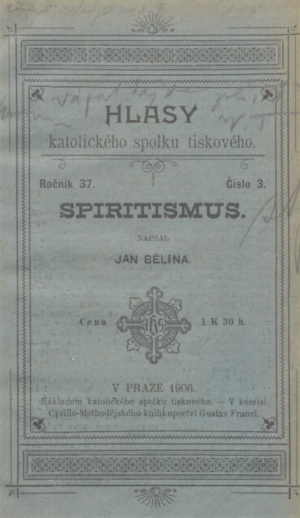 HLASY
katolického spolku tiskového.
Ročník 37. Číslo 3.
SPIRITISMUS.
NAPSAL
JAN BĚLINA.
Cena IHS 1 K 30 h.
V PRAZE 1906.
Nákladem katolického spolku tiskového. — V komisi
Cyrillo-Methodějského knihkupectví Gustav Francl.